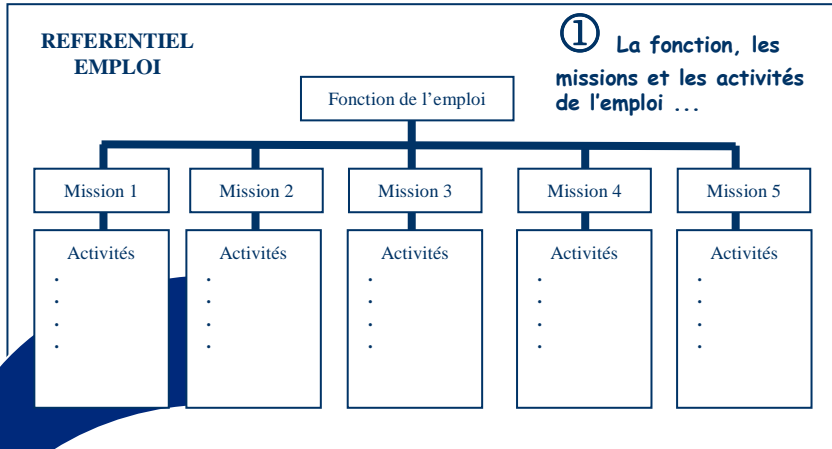 REFERENTIEL
EMPLOI
① La fonction, les
missions et les activités
de l'emploi ...
Fonction de l'emploi
Mission 1
Mission 2
Mission 3
Mission 4
Mission 5
Activités
.
.
.
.
Activités
.
.
.
.
Activités
.
.
.
.
Activités
.
.
.
.
Activités
.
.
.
.